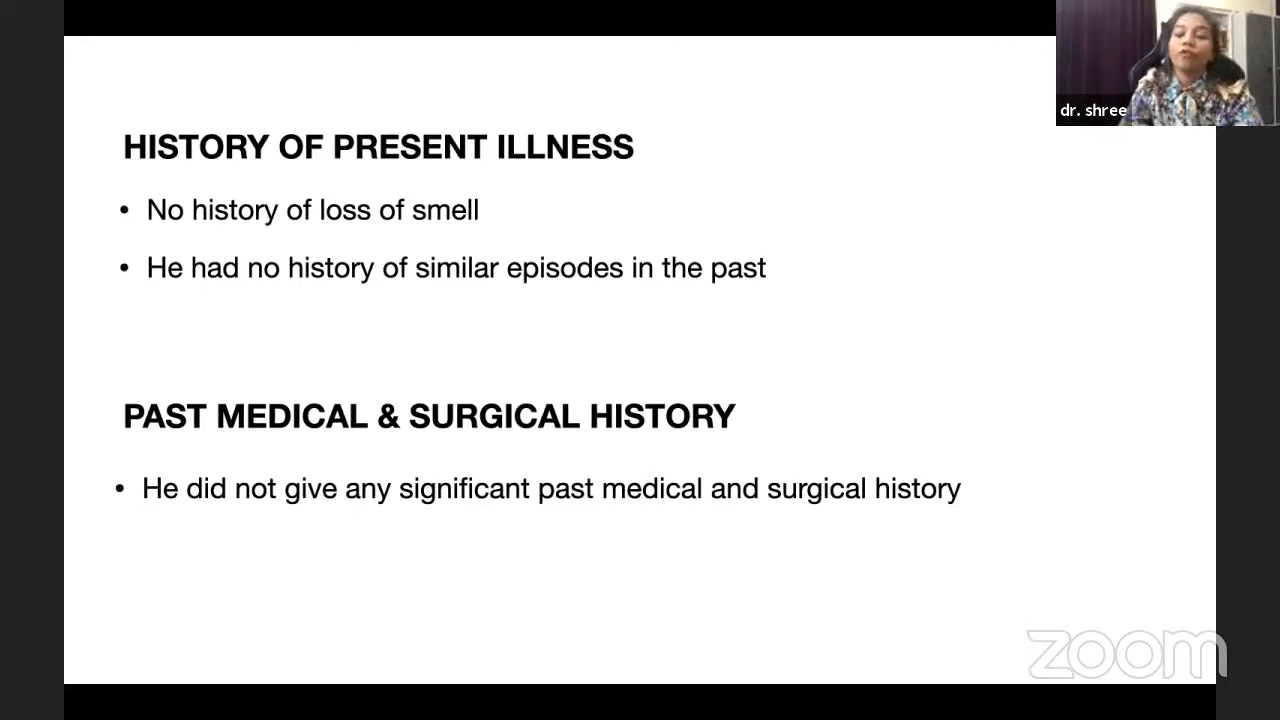 dr. shree
HISTORY OF PRESENT ILLNESS
• No history of loss of smell
• He had no history of similar episodes in the past
PAST MEDICAL & SURGICAL HISTORY
• He did not give any significant past medical and surgical history
zoom